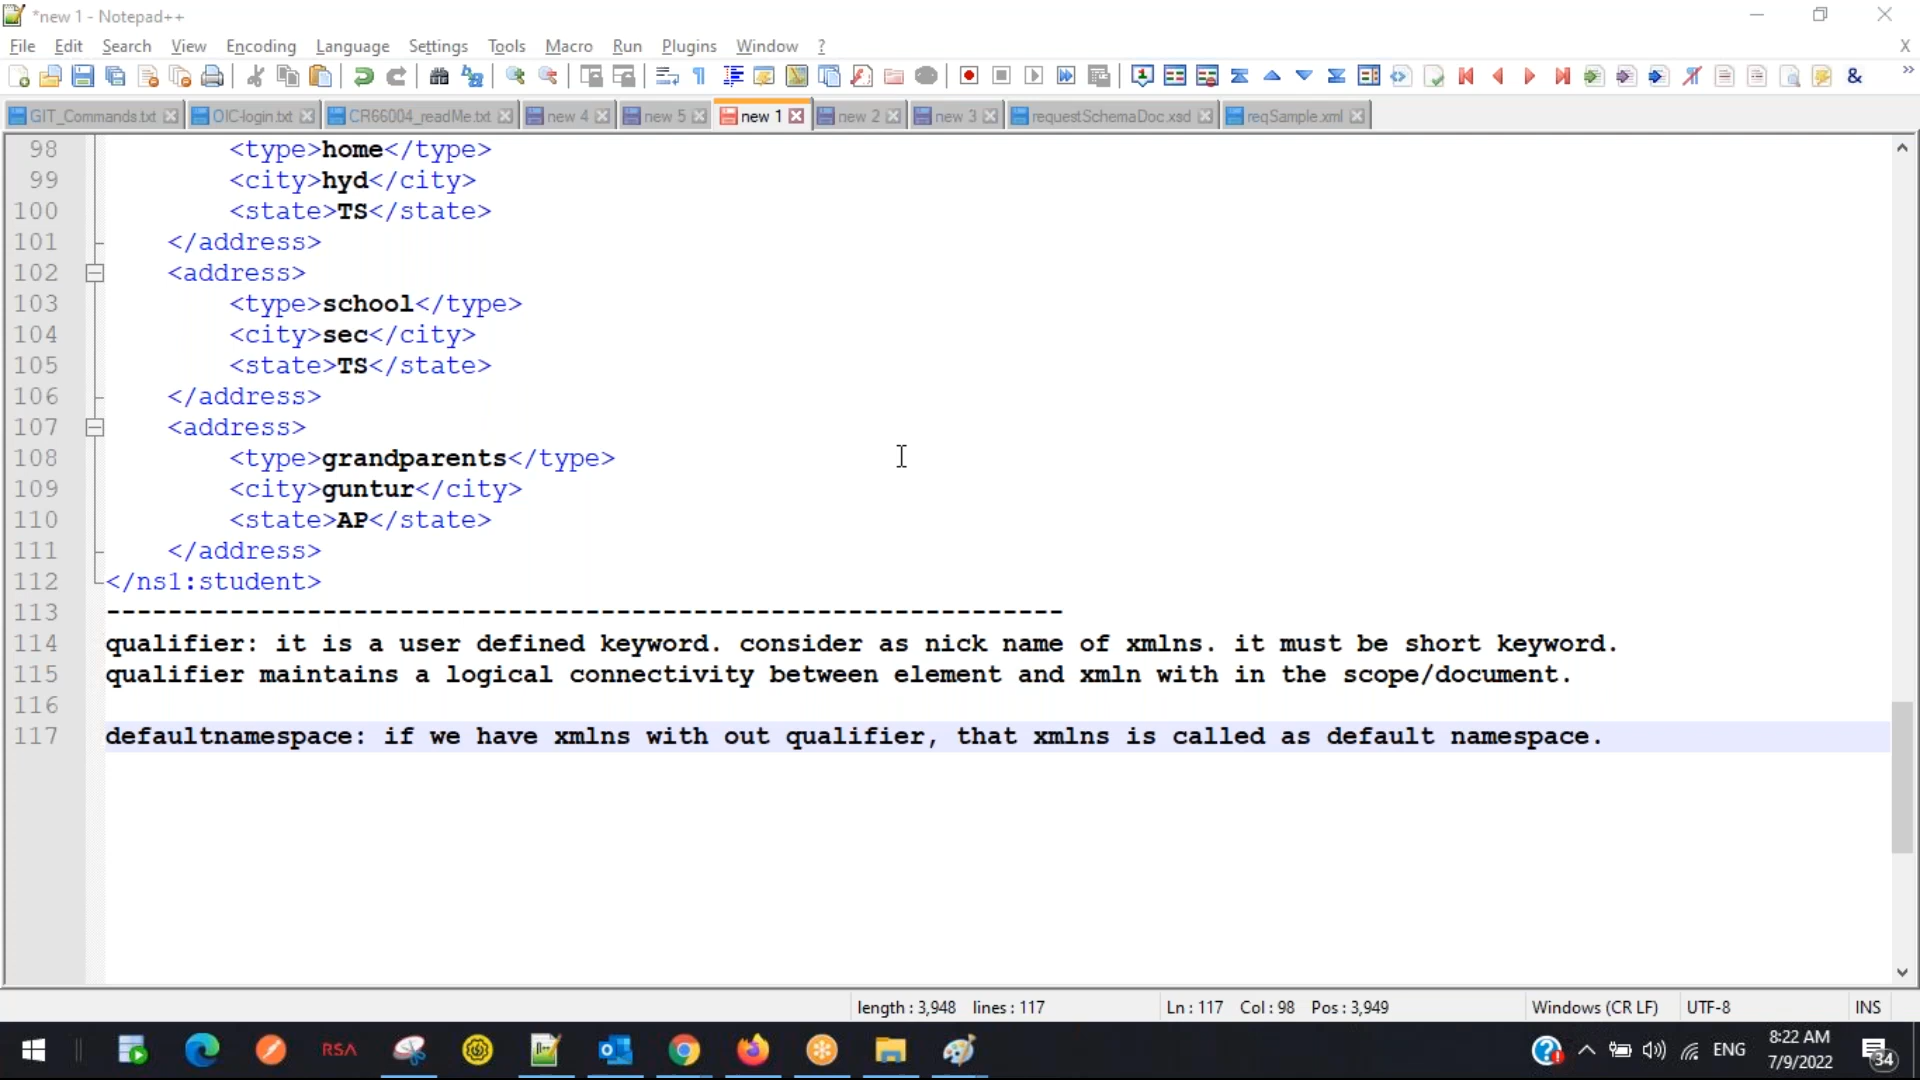 *new 1 - Notepad++
File Edit Search View Encoding Language Settings Tools Macro Run Plugins Window ? X
GIT_Commands.txt OIC-login.txt CR66004_readMe.txt new 4 new 5 new 1 new 2 new 3 requestSchemaDoc.xsd reqSample.xml
98 <type>home</type>
99 <city>hyd</city>
100 <state>TS</state>
101 </address>
102 <address>
103 <type>school</type>
104 <city>sec</city>
105 <state>TS</state>
106 </address>
107 <address>
108 <type>grandparents</type>
109 <city>guntur</city>
110 <state>AP</state>
111 </address>
112 </ns1:student>
113 --------------------------------------------------------------
114 qualifier: it is a user defined keyword. consider as nick name of xmlns. it must be short keyword.
115 qualifier maintains a logical connectivity between element and xmln with in the scope/document.
116
117 defaultnamespace: if we have xmlns with out qualifier, that xmlns is called as default namespace.
length : 3,948 lines : 117 Ln : 117 Col : 98 Pos : 3,949 Windows (CR LF) UTF-8 INS
RSA ENG 8:22 AM 34
7/9/2022